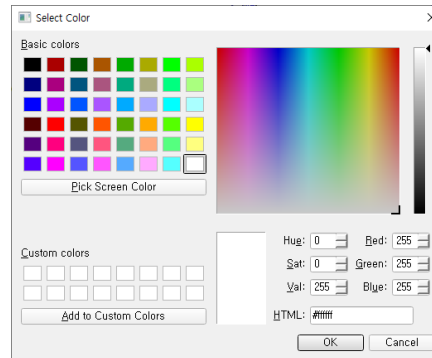 Select Color
Basic colors
Pick Screen Color
Custom colors
Add to Custom Colors
Hue: 0 Red: 255
Sat: 0 Green: 255
Val: 255 Blue: 255
HTML: #ffffff
OK Cancel